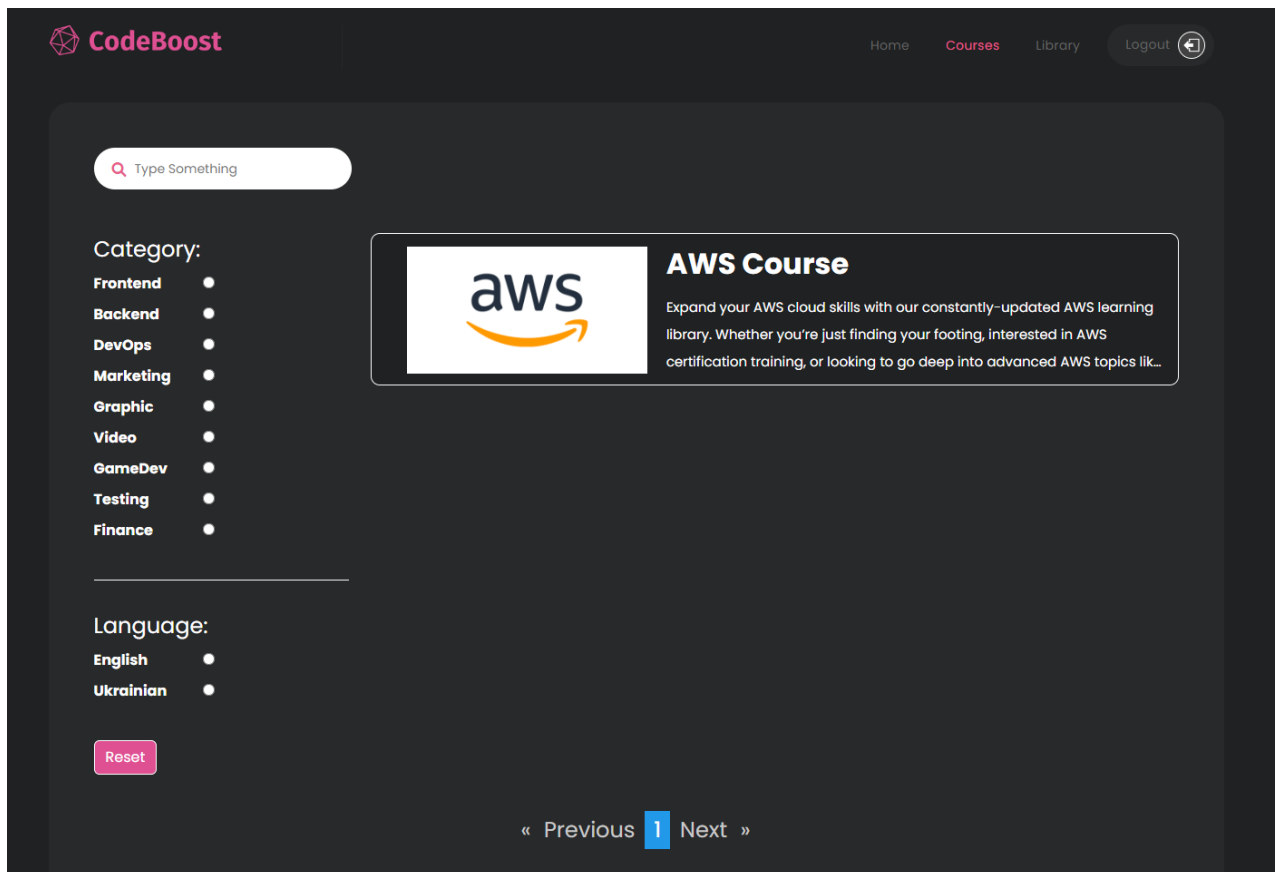 CodeBoost
Home Courses Library Logout
Type Something
Category:
Frontend
Backend
DevOps
Marketing
Graphic
Video
GameDev
Testing
Finance
Language:
English
Ukrainian
Reset
aws
AWS Course
Expand your AWS cloud skills with our constantly-updated AWS learning
library. Whether you’re just finding your footing, interested in AWS
certification training, or looking to go deep into advanced AWS topics lik…
« Previous 1 Next »